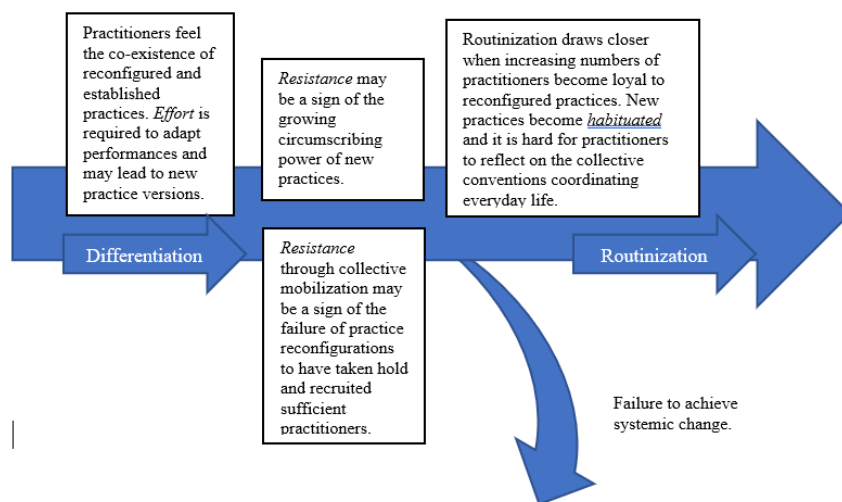 Practitioners feel
the co-existence of
reconfigured and
established
practices. Effort is
required to adapt
performances and
may lead to new
practice versions.
Resistance may
be a sign of the
growing
circumscribing
power of new
practices.
Routinization draws closer
when increasing numbers of
practitioners become loyal to
reconfigured practices. New
practices become habituated
and it is hard for practitioners
to reflect on the collective
conventions coordinating
everyday life.
Differentiation
Resistance
through collective
mobilization may
be a sign of the
failure of practice
reconfigurations
to have taken hold
and recruited
sufficient
practitioners.
Routinization
Failure to achieve
systemic change.